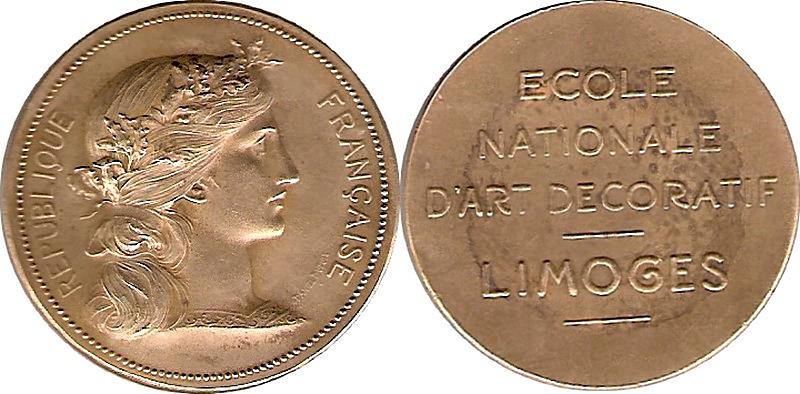 REPUBLIQUE FRANÇAISE
ECOLE
NATIONALE
D'ART DECORATIF
LIMOGES